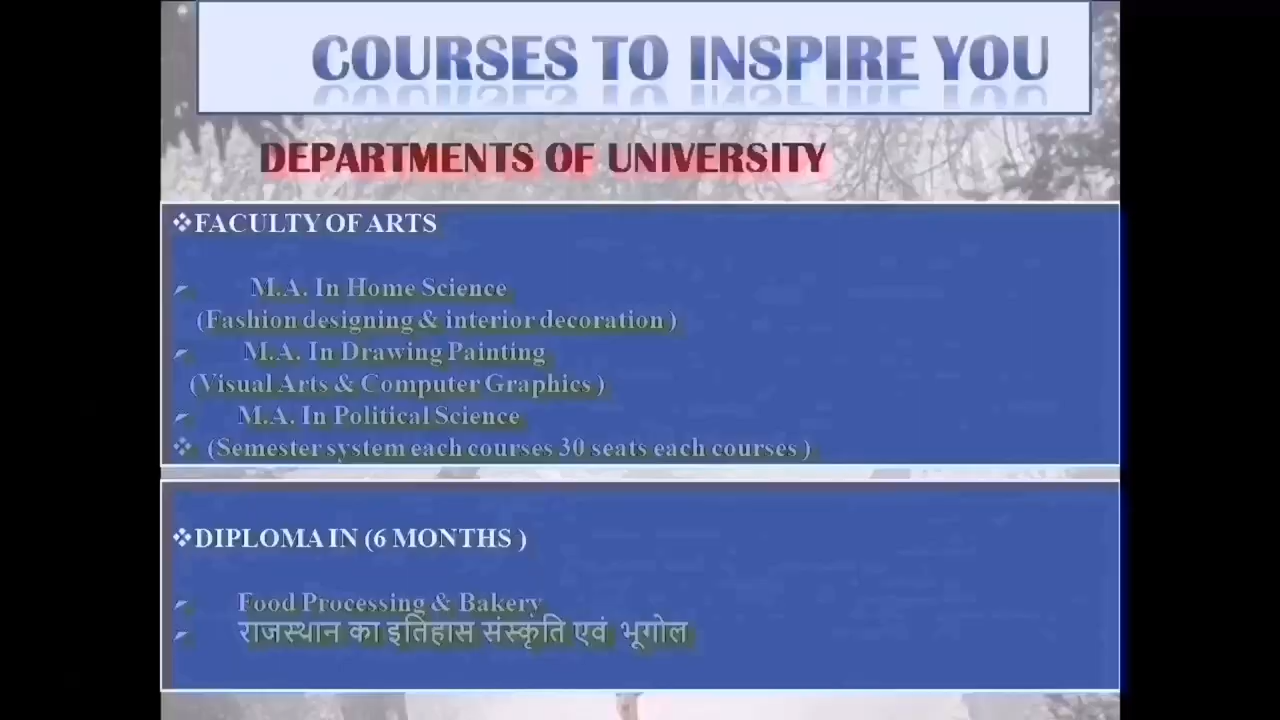 COURSES TO INSPIRE YOU
DEPARTMENTS OF UNIVERSITY
❖FACULTY OF ARTS
M.A. In Home Science
(Fashion designing & interior decoration )
M.A. In Drawing Painting
(Visual Arts & Computer Graphics )
M.A. In Political Science
❖ (Semester system each courses 30 seats each courses )
❖DIPLOMA IN (6 MONTHS )
Food Processing & Bakery
राजस्थान का इतिहास संस्कृति एवं भूगोल